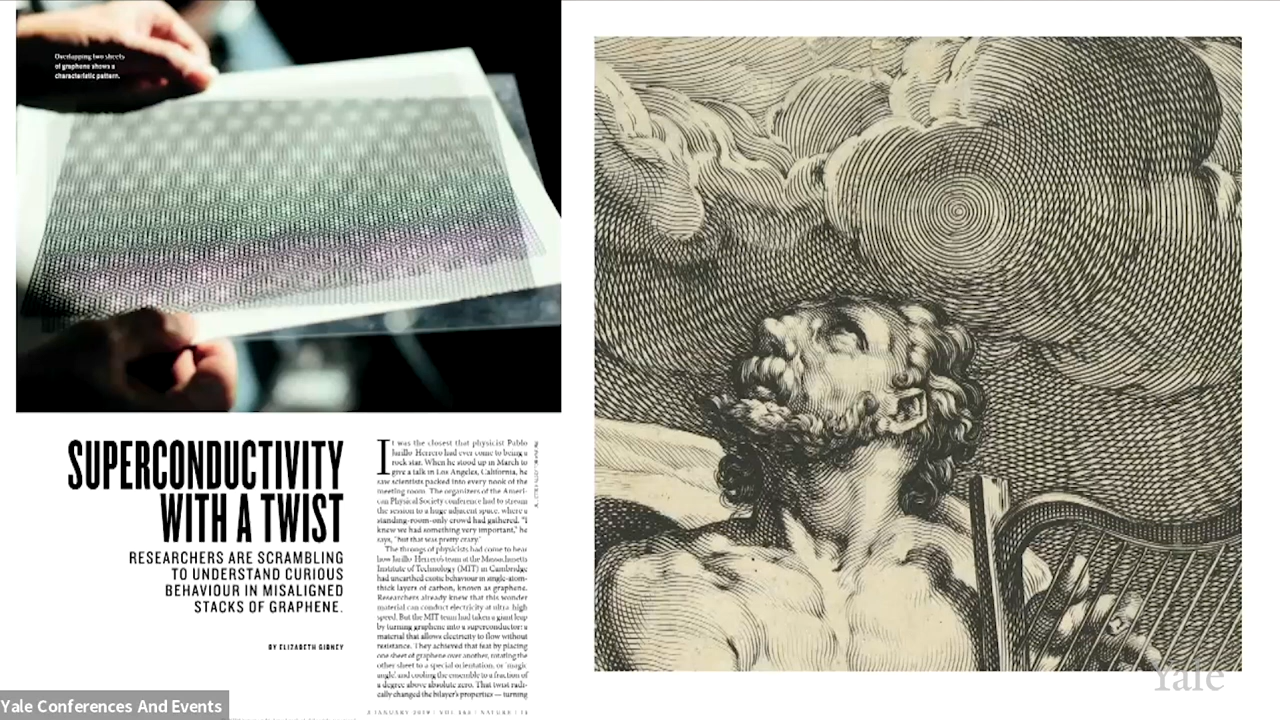 Overlapping two sheets
of graphene shows a
characteristic pattern.
SUPERCONDUCTIVITY
WITH A TWIST
RESEARCHERS ARE SCRAMBLING
TO UNDERSTAND CURIOUS
BEHAVIOUR IN MISALIGNED
STACKS OF GRAPHENE.
BY ELIZABETH GIBNEY
It was the closest that physicist Pablo
Jarillo-Herrero had ever come to being a
rock star. When he stood up in March to
give a talk in Los Angeles, California, he
saw scientists packed into every nook of the
meeting room. The organizers of the Ameri-
can Physical Society conference had to stream
the session to a huge adjacent space, where a
standing-room-only crowd had gathered. "I
knew we had something very important," he
says, "but that was pretty crazy."
The throngs of physicists had come to hear
how Jarillo-Herrero's team at the Massachusetts
Institute of Technology (MIT) in Cambridge
had unearthed exotic behaviour in single-atom-
thick layers of carbon, known as graphene.
Researchers already knew that this wonder
material can conduct electricity at ultra-high
speed. But the MIT team had taken a giant leap
by turning graphene into a superconductor: a
material that allows electricity to flow without
resistance. They achieved that feat by placing
one sheet of graphene over another, rotating the
other sheet to a special orientation, or 'magic
angle', and cooling the ensemble to a fraction of
a degree above absolute zero. That twist radi-
cally changed the bilayer's properties — turning
3 JANUARY 2019 | VOL 565 | NATURE | 15
Yale
Yale Conferences And Events